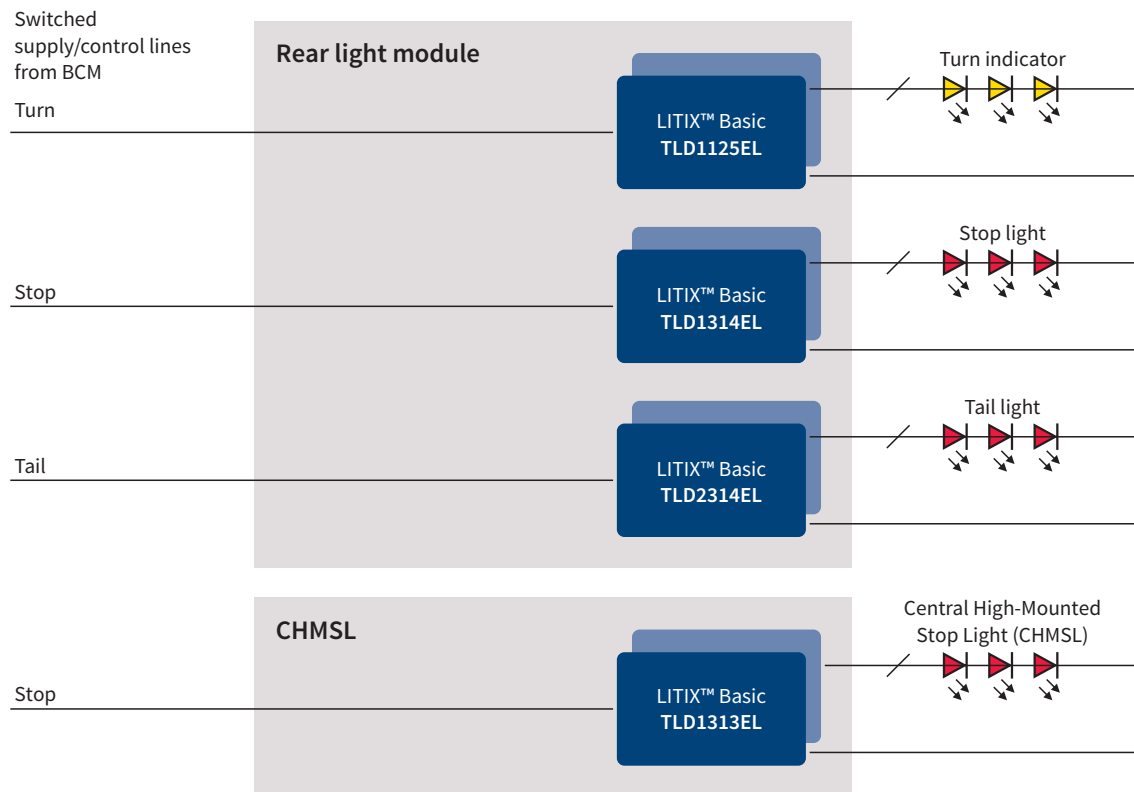 Switched
supply/control lines
from BCM
Rear light module
Turn
LITIX™ Basic
TLD1125EL
Turn indicator
Stop
LITIX™ Basic
TLD1314EL
Stop light
Tail
LITIX™ Basic
TLD2314EL
Tail light
CHMSL
Stop
LITIX™ Basic
TLD1313EL
Central High-Mounted
Stop Light (CHMSL)